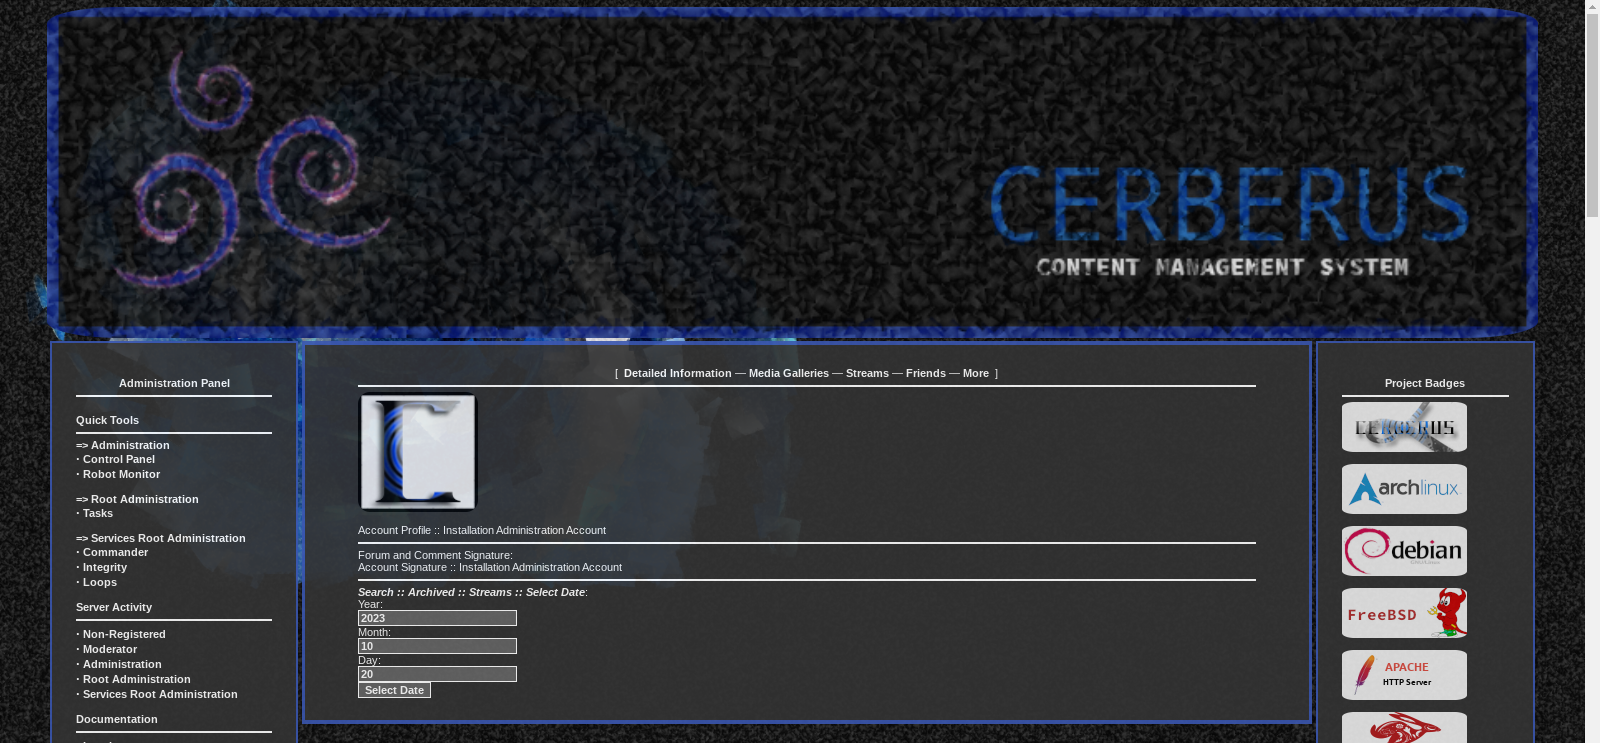 CERBERUS
CONTENT MANAGEMENT SYSTEM
Administration Panel
Quick Tools
=> Administration
· Control Panel
· Robot Monitor
=> Root Administration
· Tasks
=> Services Root Administration
· Commander
· Integrity
· Loops
Server Activity
· Non-Registered
· Moderator
· Administration
· Root Administration
· Services Root Administration
Documentation
[ Detailed Information — Media Galleries — Streams — Friends — More ]
Account Profile :: Installation Administration Account
Forum and Comment Signature:
Account Signature :: Installation Administration Account
Search :: Archived :: Streams :: Select Date:
Year:
2023
Month:
10
Day:
20
Select Date
Project Badges
CERBERUS
archlinux
debian
FreeBSD
APACHE
HTTP Server